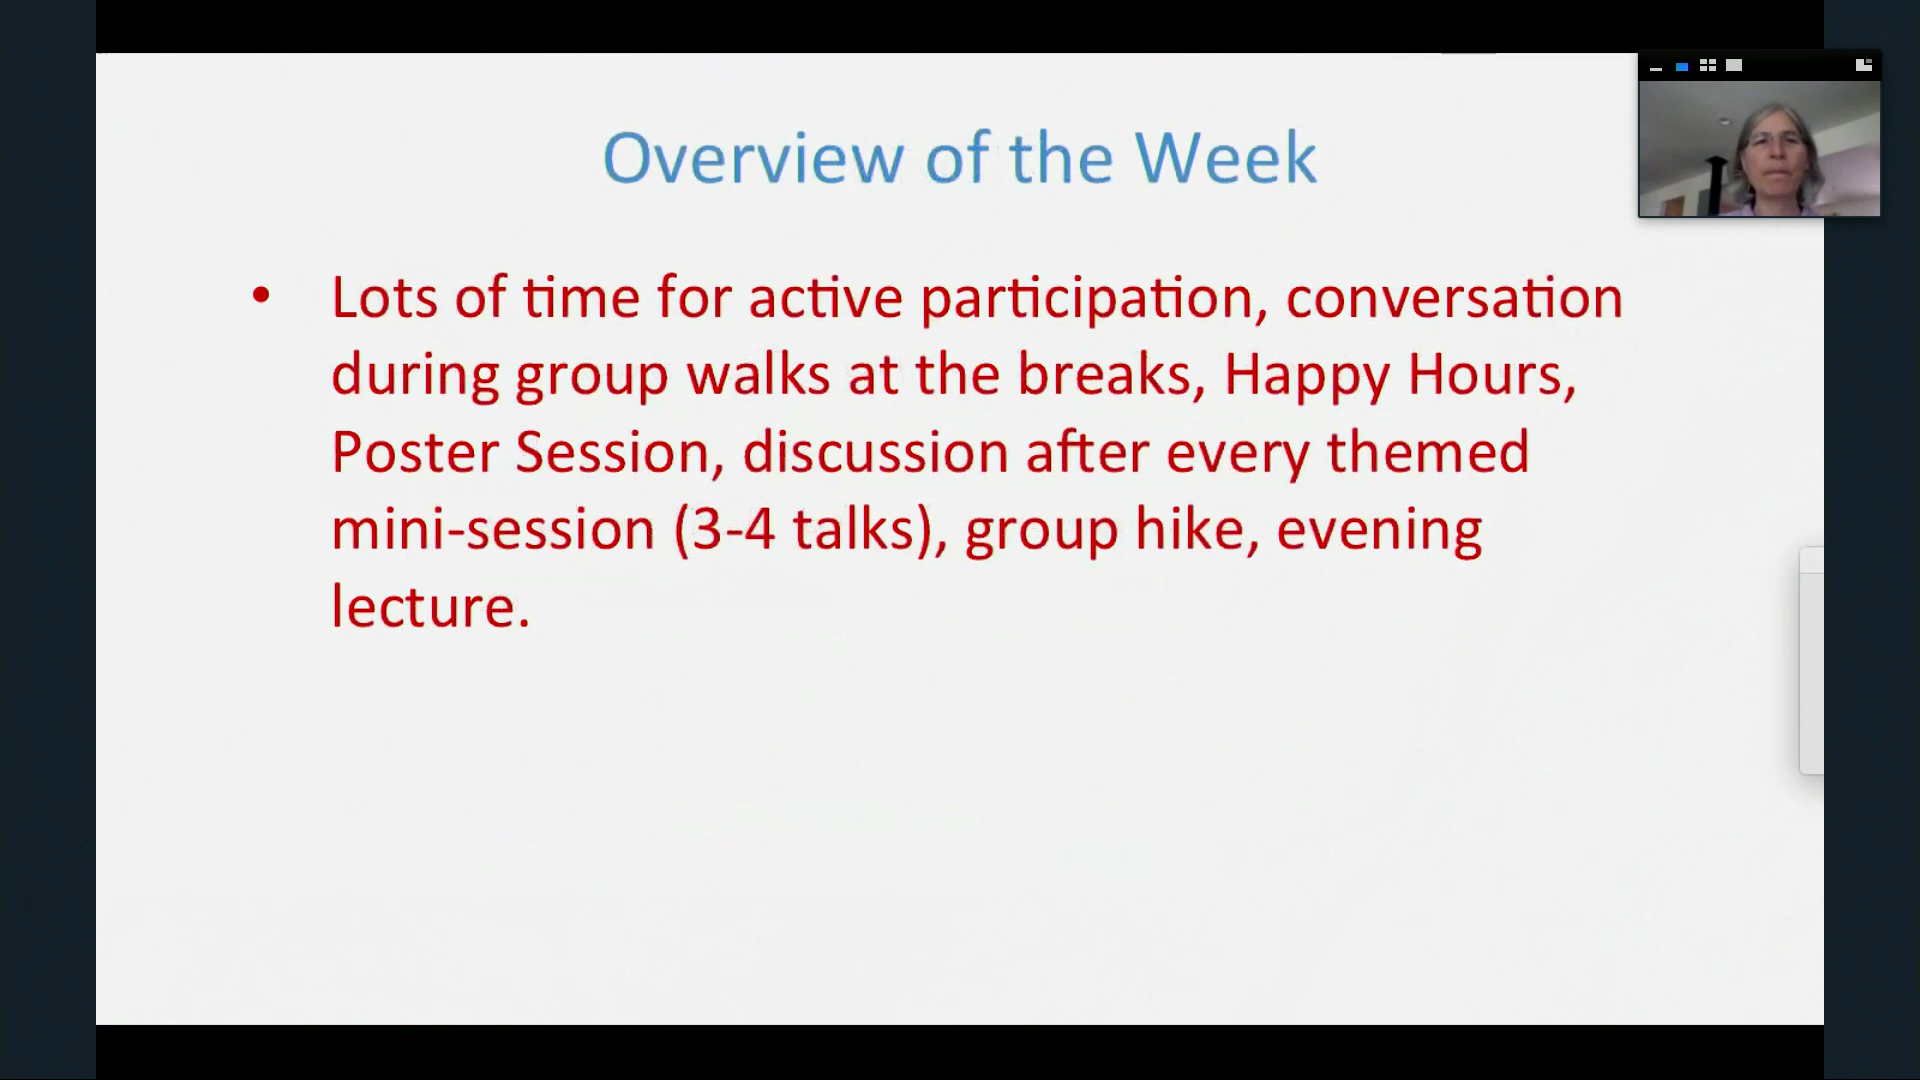 Overview of the Week
• Lots of time for active participation, conversation
during group walks at the breaks, Happy Hours,
Poster Session, discussion after every themed
mini-session (3-4 talks), group hike, evening
lecture.